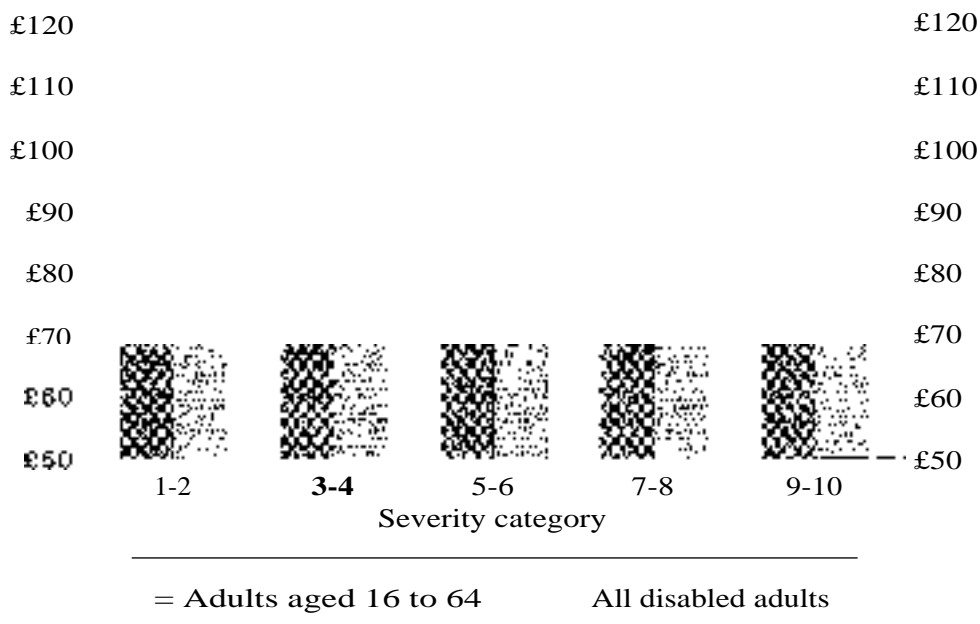 £120 £120
£110 £110
£100 £100
£90 £90
£80 £80
£70 £70
£60 £60
£50 £50
1-2 3-4 5-6 7-8 9-10
Severity category
= Adults aged 16 to 64 All disabled adults